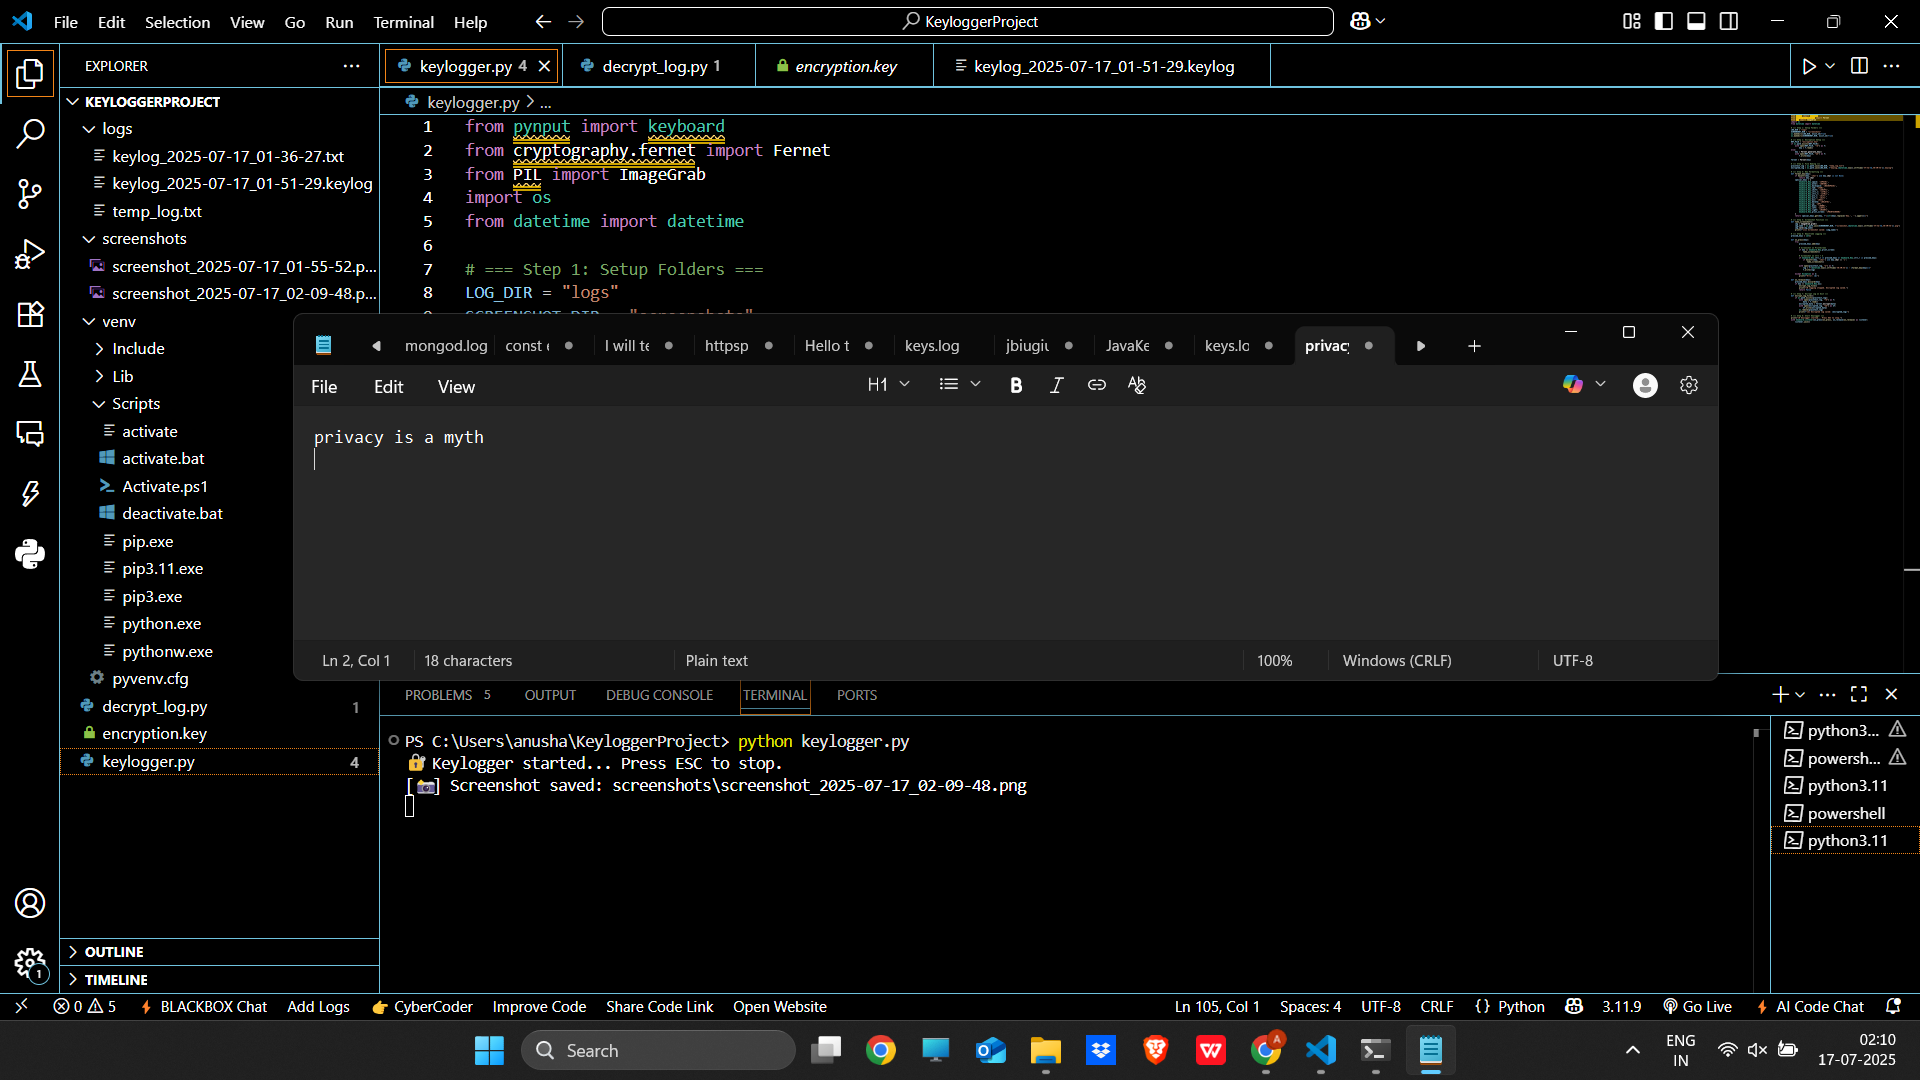 File Edit Selection View Go Run Terminal Help
KeyloggerProject
EXPLORER
KEYLOGGERPROJECT
logs
keylog_2025-07-17_01-36-27.txt
keylog_2025-07-17_01-51-29.keylog
temp_log.txt
screenshots
screenshot_2025-07-17_01-55-52.p...
screenshot_2025-07-17_02-09-48.p...
venv
Include
Lib
Scripts
activate
activate.bat
Activate.ps1
deactivate.bat
pip.exe
pip3.11.exe
pip3.exe
python.exe
pythonw.exe
pyvenv.cfg
decrypt_log.py 1
encryption.key
keylogger.py 4
OUTLINE
TIMELINE
keylogger.py 4 decrypt_log.py 1 encryption.key keylog_2025-07-17_01-51-29.keylog
keylogger.py > ...
1 from pynput import keyboard
2 from cryptography.fernet import Fernet
3 from PIL import ImageGrab
4 import os
5 from datetime import datetime
6
7 # === Step 1: Setup Folders ===
8 LOG_DIR = "logs"
mongod.log const I will te httpsp Hello t keys.log jbiugiu JavaKe keys.lo privac
File Edit View H1 B I
privacy is a myth
Ln 2, Col 1 18 characters Plain text 100% Windows (CRLF) UTF-8
PROBLEMS 5 OUTPUT DEBUG CONSOLE TERMINAL PORTS
PS C:\Users\anusha\KeyloggerProject> python keylogger.py
🔐 Keylogger started... Press ESC to stop.
[📷] Screenshot saved: screenshots\screenshot_2025-07-17_02-09-48.png
python3...
powersh...
python3.11
powershell
python3.11
1
0 5 BLACKBOX Chat Add Logs 👉 CyberCoder Improve Code Share Code Link Open Website Ln 105, Col 1 Spaces: 4 UTF-8 CRLF {} Python 3.11.9 Go Live AI Code Chat
Search
A
ENG
IN
02:10
17-07-2025